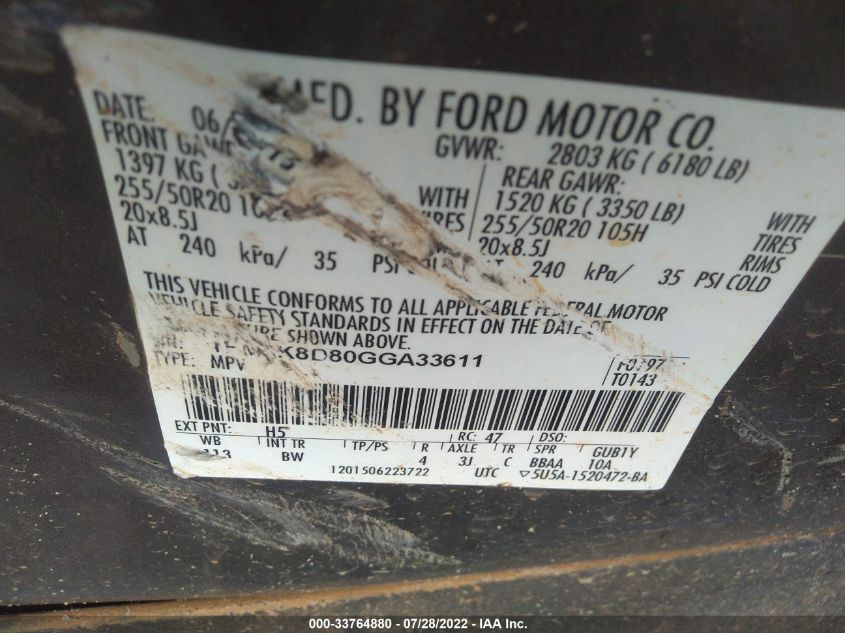 MFD. BY FORD MOTOR CO.
DATE: 06/ GVWR: 2803 KG ( 6180 LB)
FRONT GAWR: REAR GAWR:
1397 KG ( WITH 1520 KG ( 3350 LB) WITH
255/50R20 TIRES 255/50R20 105H TIRES
20x8.5J 20x8.5J RIMS
AT 240 kPa/ 35 PSI COLD AT 240 kPa/ 35 PSI COLD
THIS VEHICLE CONFORMS TO ALL APPLICABLE FEDERAL MOTOR
VEHICLE SAFETY STANDARDS IN EFFECT ON THE DATE OF
SHOWN ABOVE.
K8D80GGA33611
TYPE: MPV T0143
EXT PNT: H5 RC: 47 DSO:
WB INT TR TP/PS R AXLE TR SPR GUB1Y
113 BW 4 3J C BBAA 10A
1201506223722 UTC ▽5U5A-1520472-BA
000-33764880 - 07/28/2022 - IAA Inc.